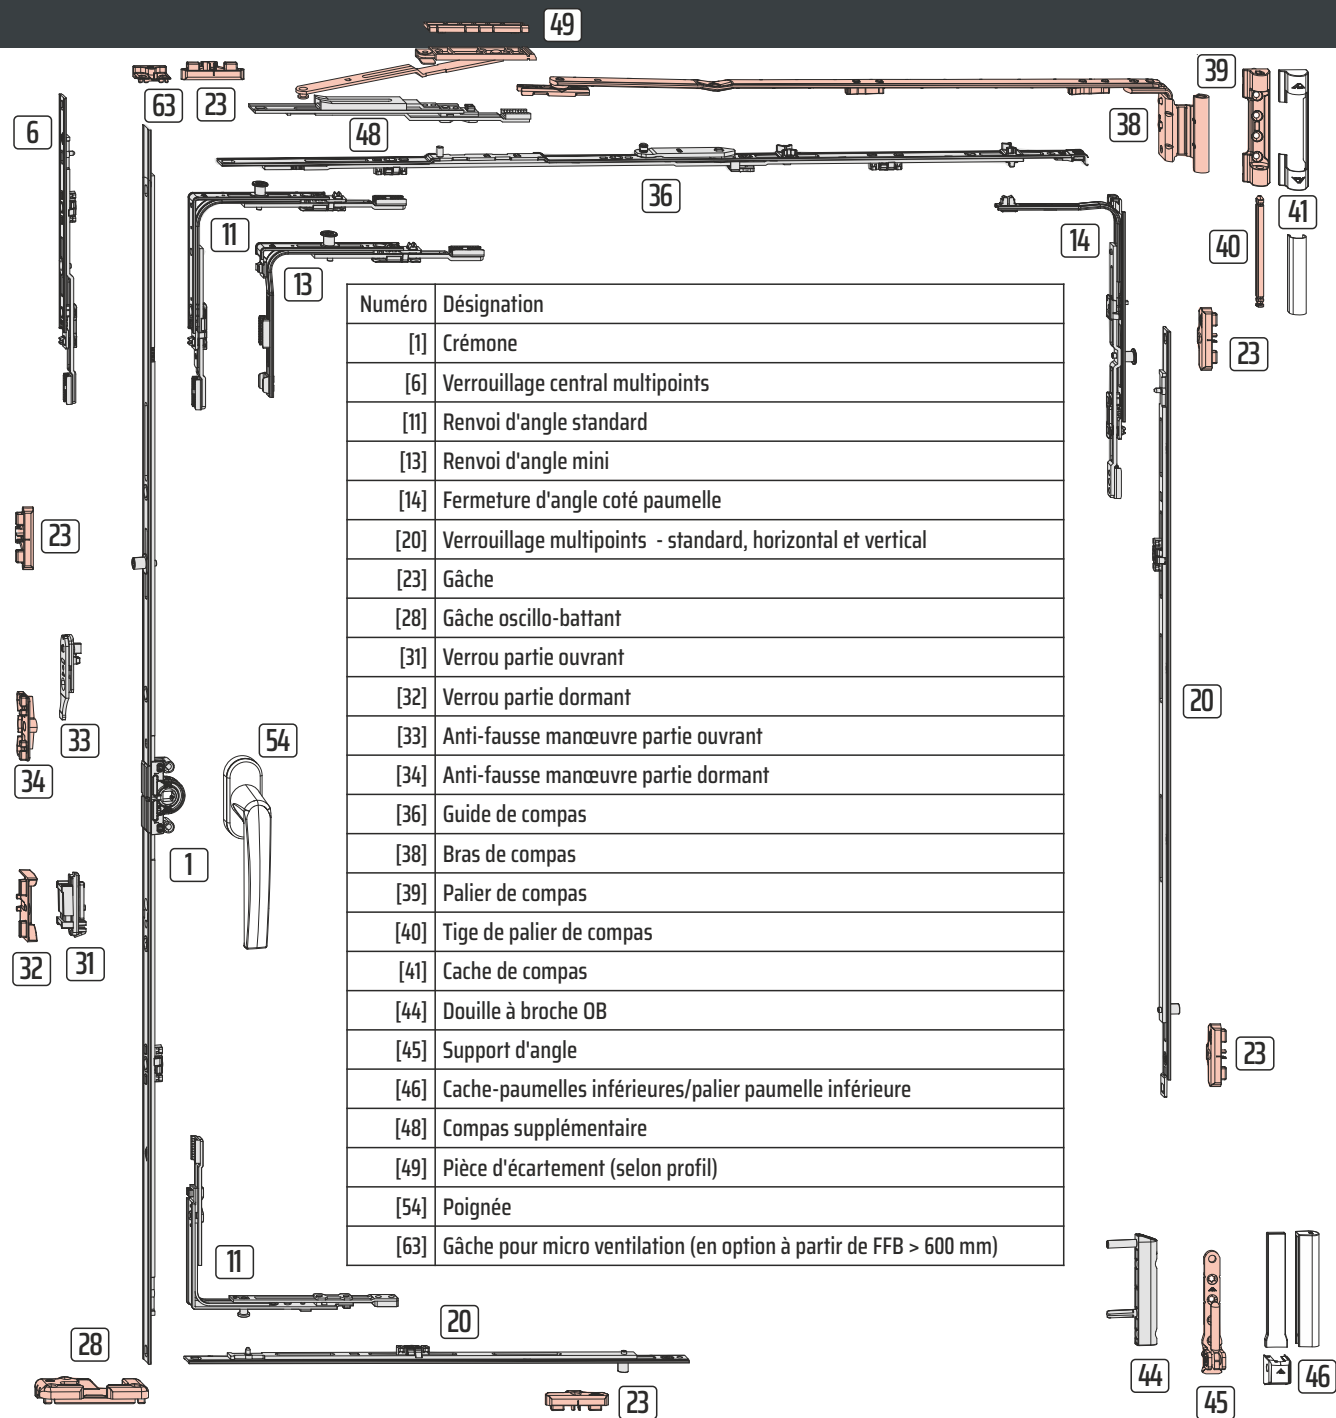 49
63
23
6
48
38
39
41
36
11
13
14
40
23
Numéro Désignation
[1] Crémone
[6] Verrouillage central multipoints
[11] Renvoi d'angle standard
[13] Renvoi d'angle mini
[14] Fermeture d'angle coté paumelle
[20] Verrouillage multipoints - standard, horizontal et vertical
[23] Gâche
[28] Gâche oscillo-battant
[31] Verrou partie ouvrant
[32] Verrou partie dormant
[33] Anti-fausse manœuvre partie ouvrant
[34] Anti-fausse manœuvre partie dormant
[36] Guide de compas
[38] Bras de compas
[39] Palier de compas
[40] Tige de palier de compas
[41] Cache de compas
[44] Douille à broche OB
[45] Support d'angle
[46] Cache-paumelles inférieures/palier paumelle inférieure
[48] Compas supplémentaire
[49] Pièce d'écartement (selon profil)
[54] Poignée
[63] Gâche pour micro ventilation (en option à partir de FFB > 600 mm)
23
33
34
54
1
32
31
20
23
11
20
28
23
44
45
46